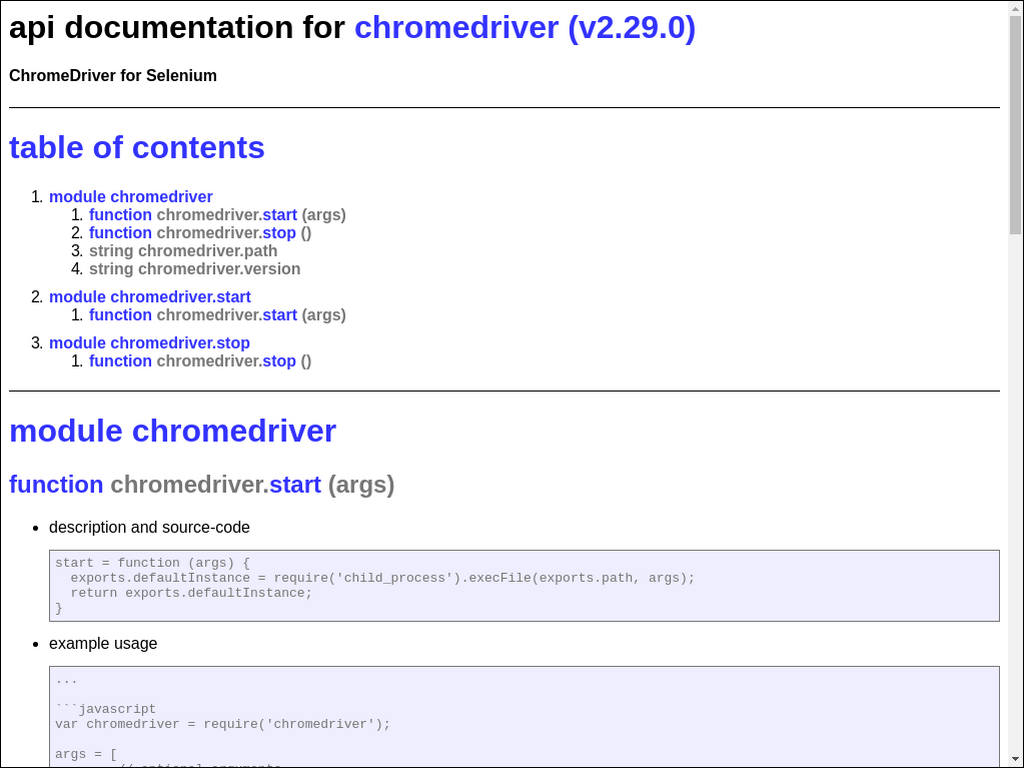 api documentation for chromedriver (v2.29.0)
ChromeDriver for Selenium
table of contents
1. module chromedriver
1. function chromedriver.start (args)
2. function chromedriver.stop ()
3. string chromedriver.path
4. string chromedriver.version
2. module chromedriver.start
1. function chromedriver.start (args)
3. module chromedriver.stop
1. function chromedriver.stop ()
module chromedriver
function chromedriver.start (args)
• description and source-code
start = function (args) {
  exports.defaultInstance = require('child_process').execFile(exports.path, args);
  return exports.defaultInstance;
}
• example usage
...
```javascript
var chromedriver = require('chromedriver');
args = [
// optional arguments